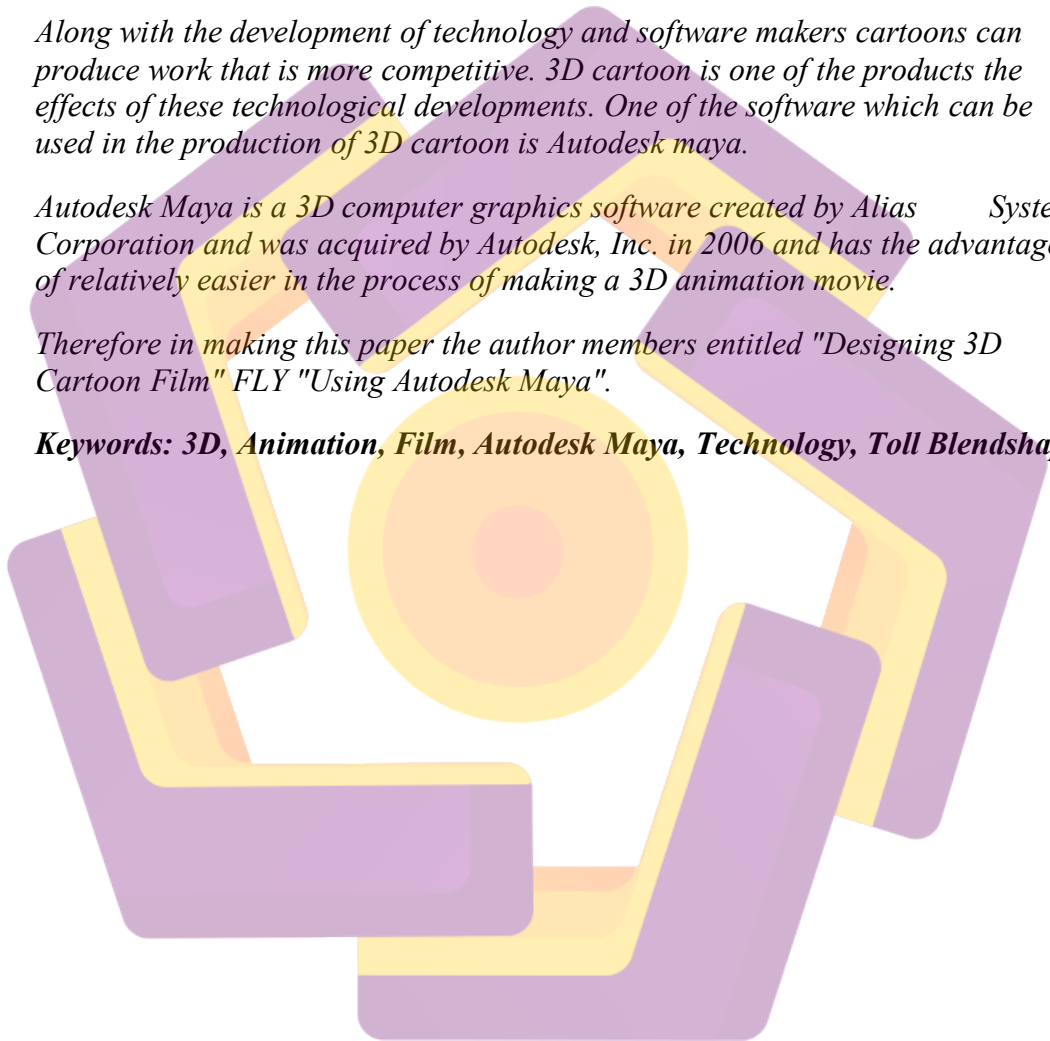 Along with the development of technology and software makers cartoons can
produce work that is more competitive. 3D cartoon is one of the products the
effects of these technological developments. One of the software which can be
used in the production of 3D cartoon is Autodesk maya.
Autodesk Maya is a 3D computer graphics software created by Alias
Corporation and was acquired by Autodesk, Inc. in 2006 and has the
of relatively easier in the process of making a 3D animation movie.
Therefore in making this paper the author members entitled "Designing 3D
Cartoon Film" FLY "Using Autodesk Maya".
Keywords: 3D, Animation, Film, Autodesk Maya, Technology, Toll